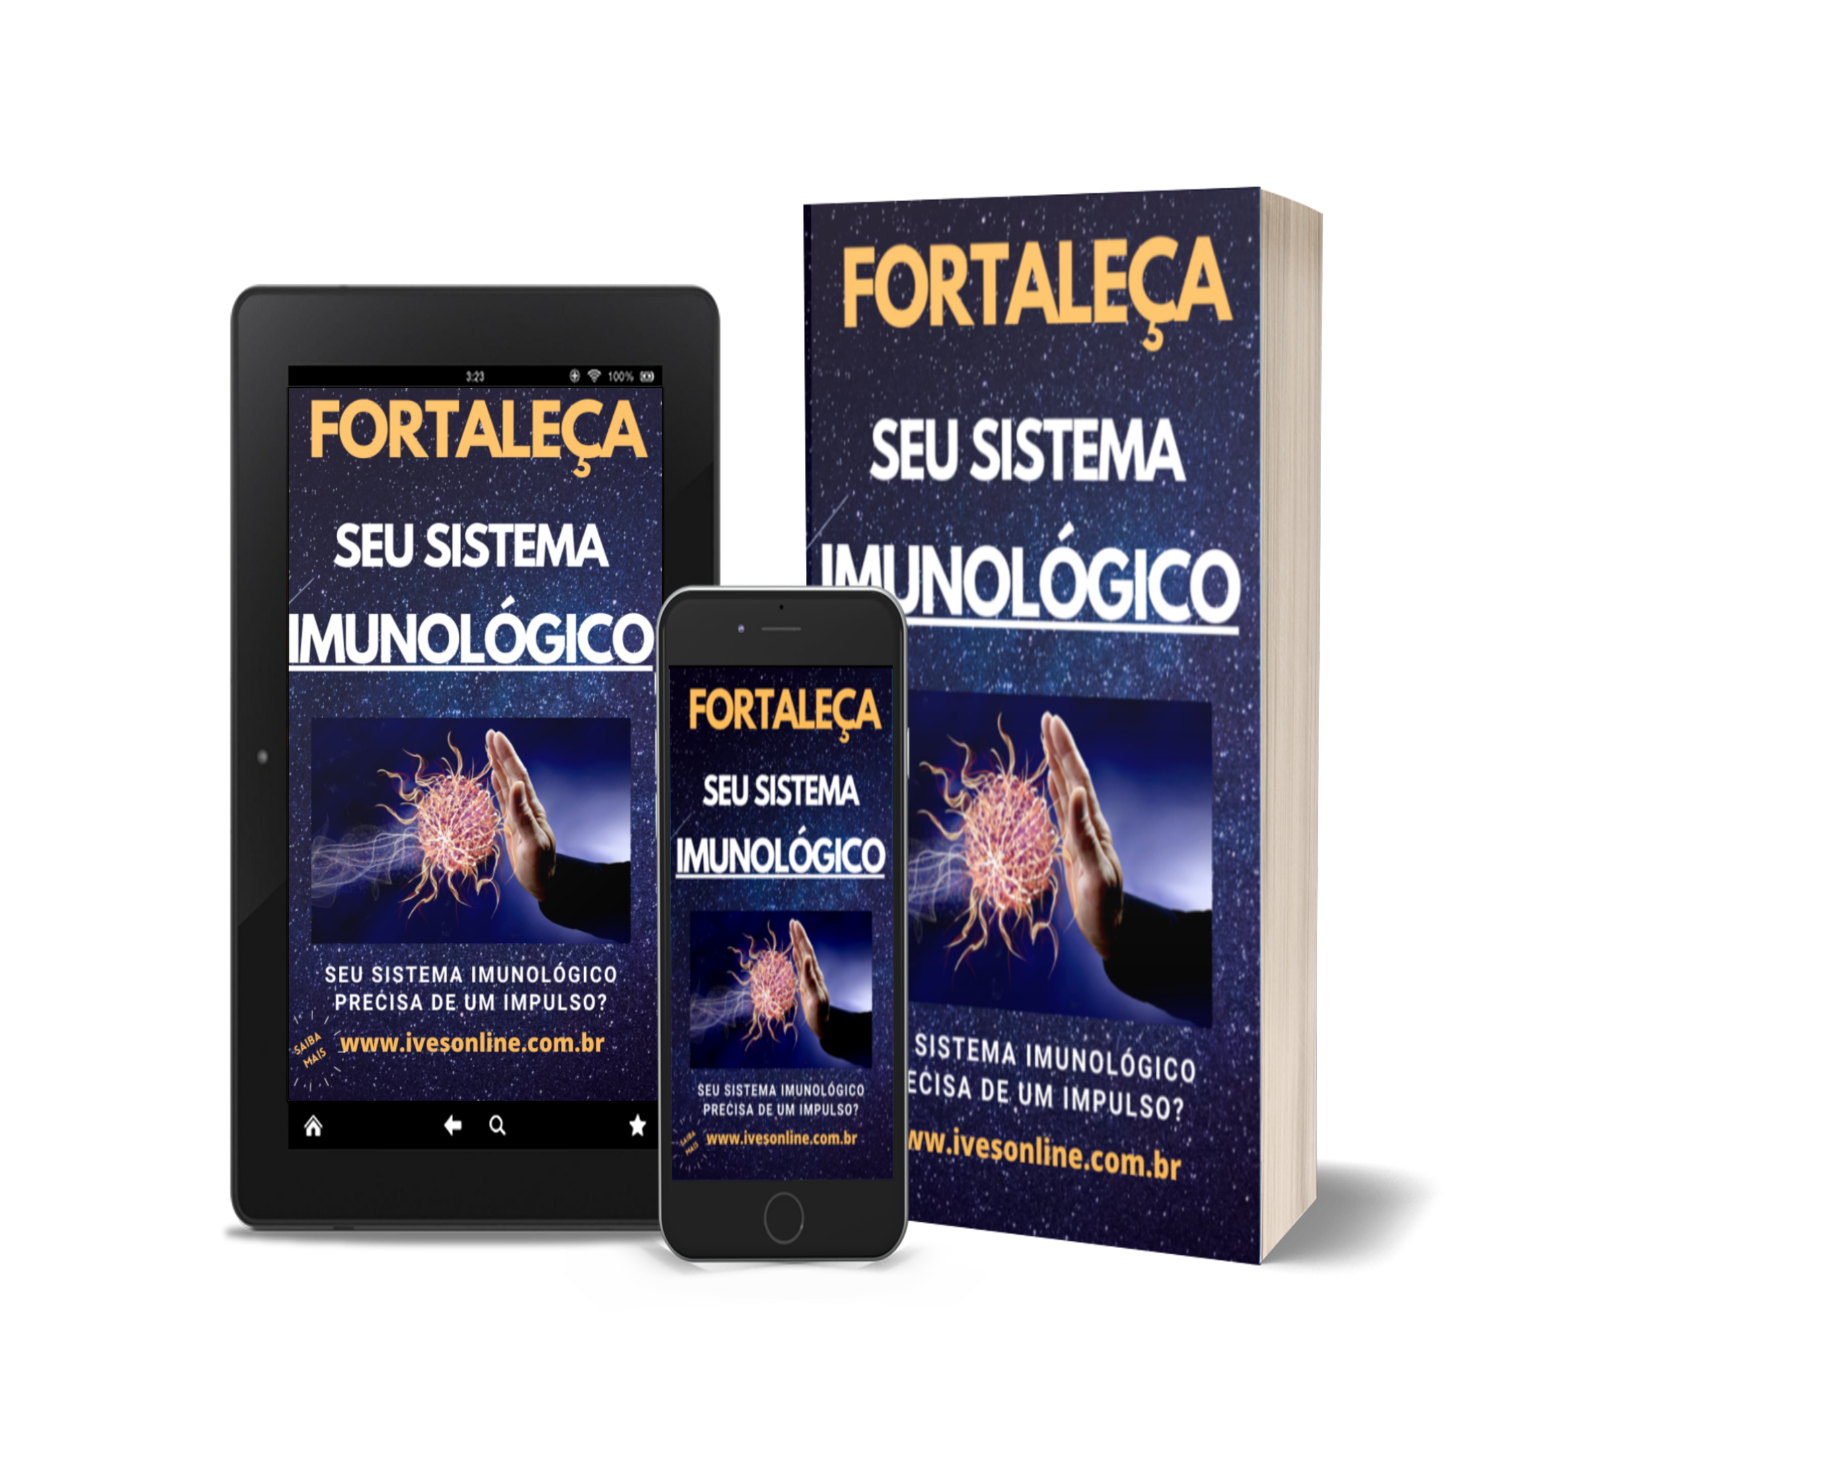 3:23
100%
FORTALEÇA
SEU SISTEMA
IMUNOLÓGICO
SEU SISTEMA IMUNOLÓGICO
PRECISA DE UM IMPULSO?
SAIBA
MAIS
www.ivesonline.com.br
FORTALEÇA
SEU SISTEMA
IMUNOLÓGICO
SEU SISTEMA IMUNOLÓGICO
PRECISA DE UM IMPULSO?
SAIBA
MAIS
www.ivesonline.com.br
FORTALEÇA
SEU SISTEMA
IMUNOLÓGICO
SISTEMA IMUNOLÓGICO
ECISA DE UM IMPULSO?
ww.ivesonline.com.br